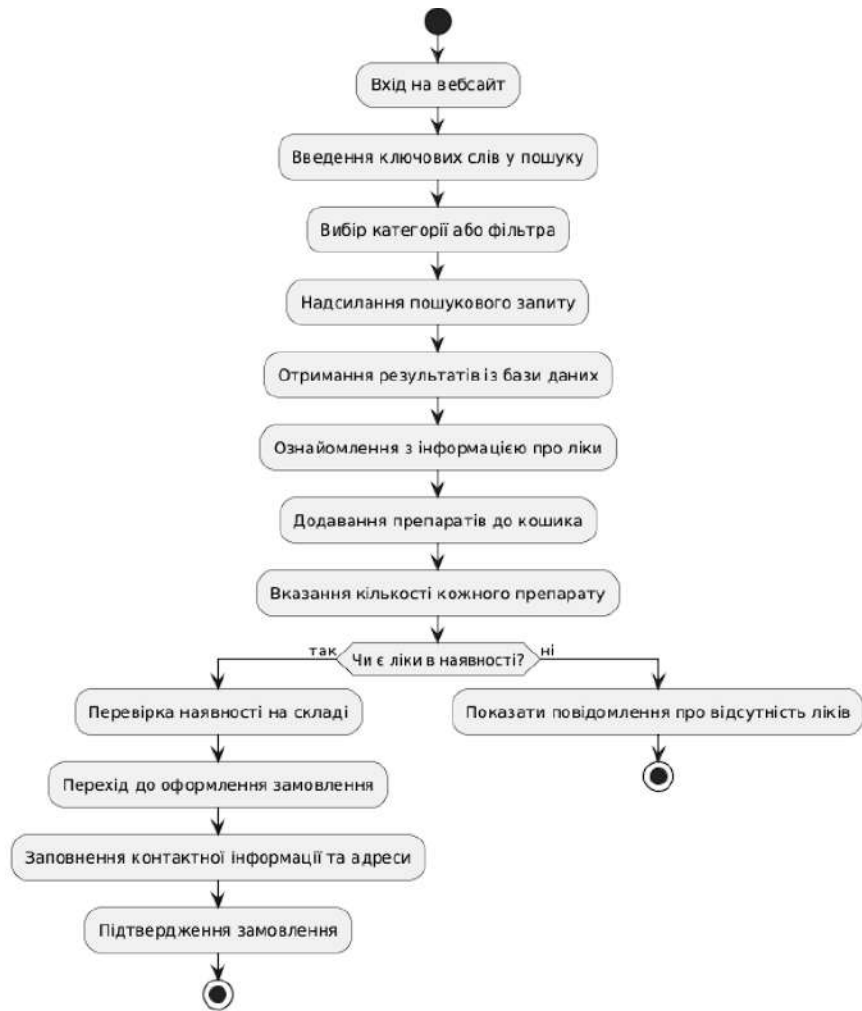 Вхід на вебсайт
Введення ключових слів у пошуку
Вибір категорії або фільтра
Надсилання пошукового запиту
Отримання результатів із бази даних
Ознайомлення з інформацією про ліки
Додавання препаратів до кошика
Вказання кількості кожного препарату
так
Чи є ліки в наявності?
ні
Перевірка наявності на складі
Показати повідомлення про відсутність ліків
Перехід до оформлення замовлення
Заповнення контактної інформації та адреси
Підтвердження замовлення